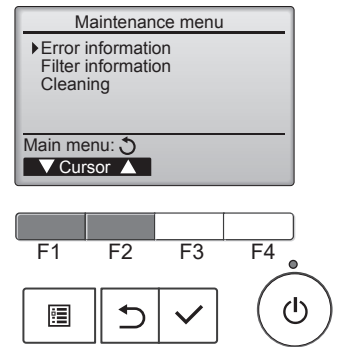 Maintenance menu
Error information
Filter information
Cleaning
Main menu:
Cursor
F1 F2 F3 F4